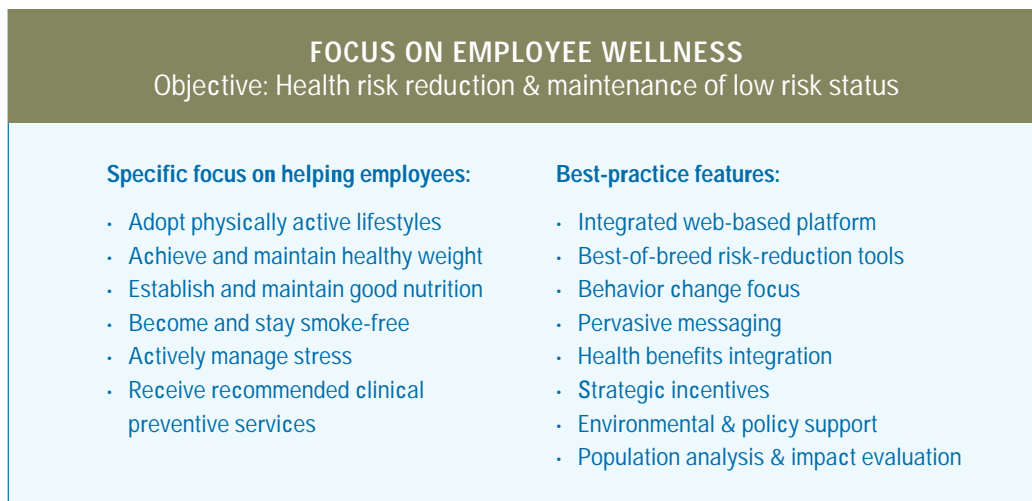 FOCUS ON EMPLOYEE WELLNESS
Objective: Health risk reduction & maintenance of low risk status
Specific focus on helping employees:
· Adopt physically active lifestyles
· Achieve and maintain healthy weight
· Establish and maintain good nutrition
· Become and stay smoke-free
· Actively manage stress
· Receive recommended clinical
preventive services
Best-practice features:
· Integrated web-based platform
· Best-of-breed risk-reduction tools
· Behavior change focus
· Pervasive messaging
· Health benefits integration
· Strategic incentives
· Environmental & policy support
· Population analysis & impact evaluation